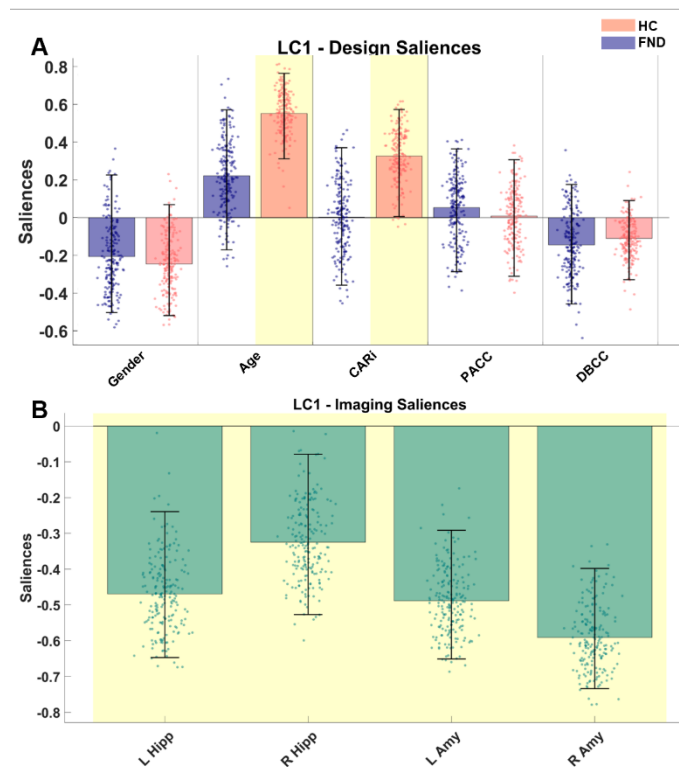 A
LC1 - Design Saliences
HC
FND
0.8
0.6
0.4
0.2
0
-0.2
-0.4
-0.6
Saliences
Gender
Age
CARi
PACC
DBCC
B
LC1 - Imaging Saliences
0
-0.1
-0.2
-0.3
-0.4
-0.5
-0.6
-0.7
-0.8
Saliences
L Hipp
R Hipp
L Amy
R Amy